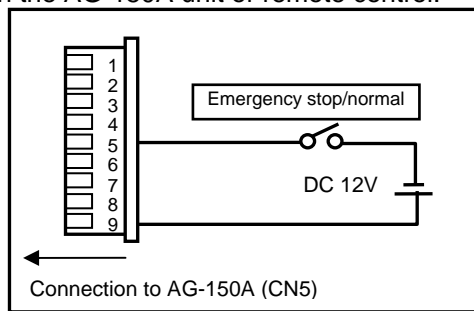 the AG-150A unit or remote control.
1
2
3
4
5
6
7
8
9
Emergency stop/normal
DC 12V
Connection to AG-150A (CN5)